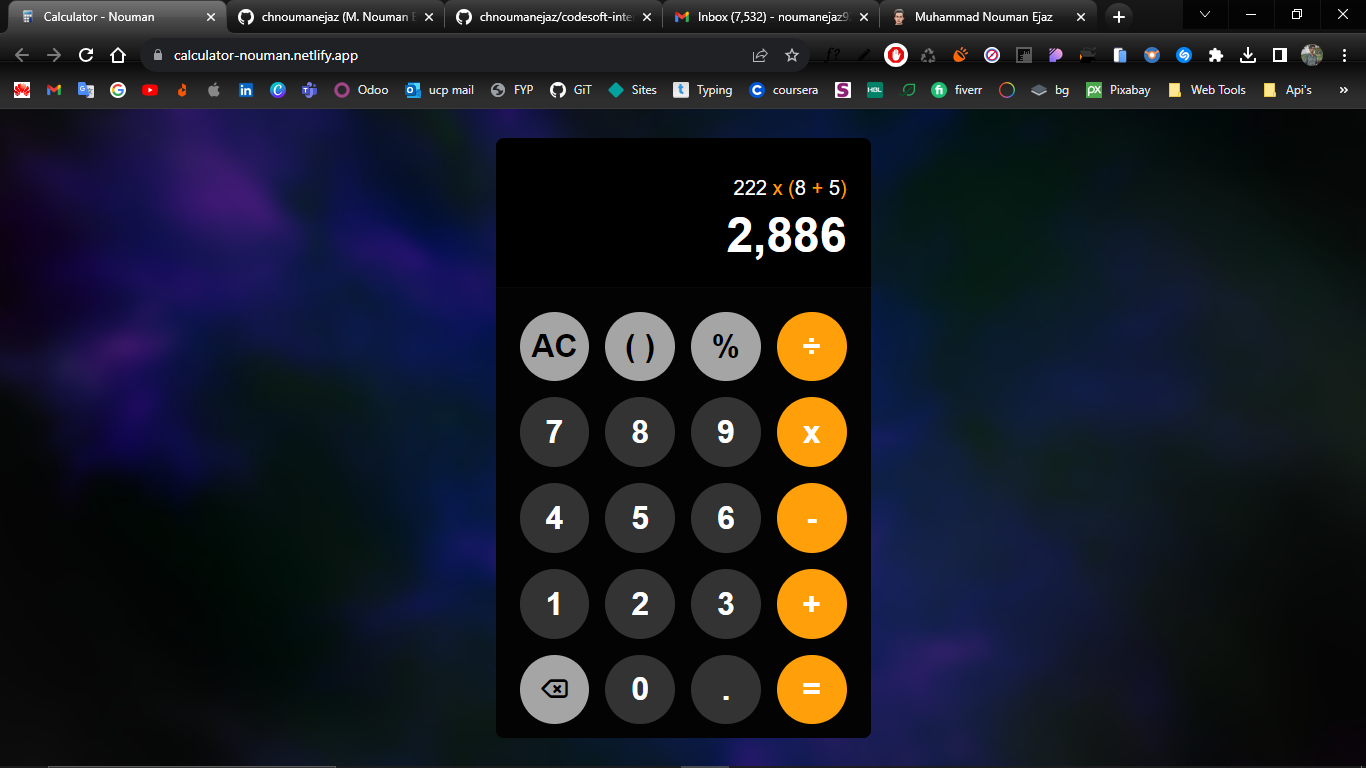 Calculator - Nouman
chnoumanejaz (M. Nouman E
chnoumanejaz/codesoft-inte
Inbox (7,532) - noumanejaz9
Muhammad Nouman Ejaz
calculator-nouman.netlify.app
f?
Odoo ucp mail FYP GiT Sites Typing coursera HBL fiverr bg Pixabay Web Tools Api's »
222 x (8 + 5)
2,886
AC ( ) % ÷
7 8 9 x
4 5 6 -
1 2 3 +
0 . =